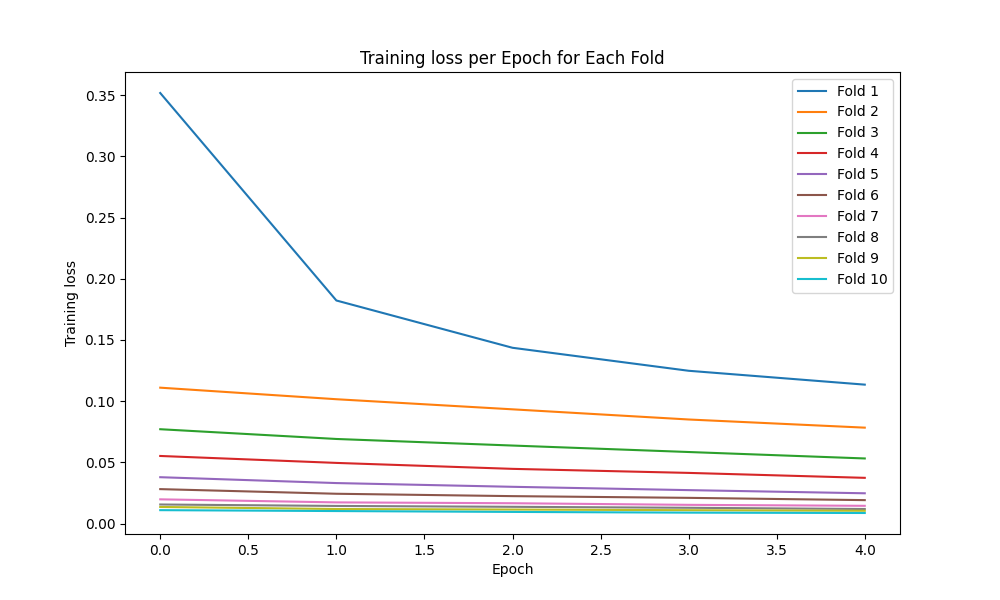 Training loss per Epoch for Each Fold
Training loss
0.35
0.30
0.25
0.20
0.15
0.10
0.05
0.00
Fold 1
Fold 2
Fold 3
Fold 4
Fold 5
Fold 6
Fold 7
Fold 8
Fold 9
Fold 10
0.0 0.5 1.0 1.5 2.0 2.5 3.0 3.5 4.0
Epoch